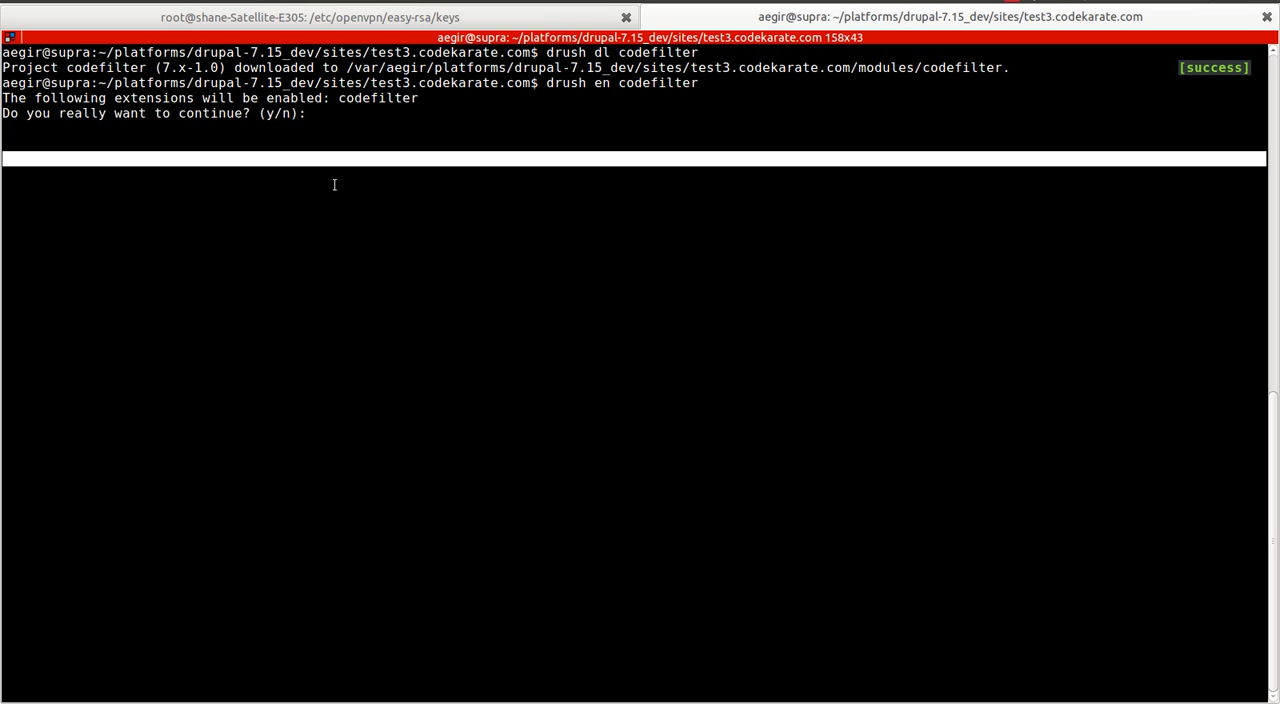 root@shane-Satellite-E305: /etc/openvpn/easy-rsa/keys
aegir@supra: ~/platforms/drupal-7.15_dev/sites/test3.codekarate.com
aegir@supra: ~/platforms/drupal-7.15_dev/sites/test3.codekarate.com 158x43
aegir@supra:~/platforms/drupal-7.15_dev/sites/test3.codekarate.com$ drush dl codefilter
Project codefilter (7.x-1.0) downloaded to /var/aegir/platforms/drupal-7.15_dev/sites/test3.codekarate.com/modules/codefilter. [success]
aegir@supra:~/platforms/drupal-7.15_dev/sites/test3.codekarate.com$ drush en codefilter
The following extensions will be enabled: codefilter
Do you really want to continue? (y/n):